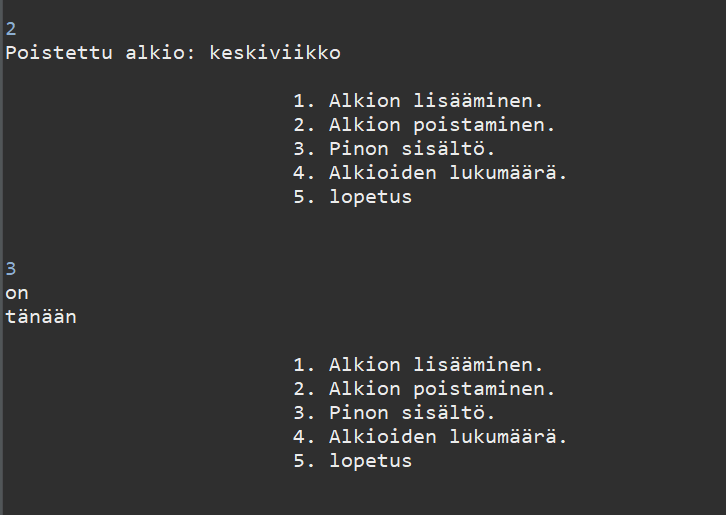 2
Poistettu alkio: keskiviikko
1. Alkion lisääminen.
2. Alkion poistaminen.
3. Pinon sisältö.
4. Alkioiden lukumäärä.
5. lopetus
3
on
tänään
1. Alkion lisääminen.
2. Alkion poistaminen.
3. Pinon sisältö.
4. Alkioiden lukumäärä.
5. lopetus